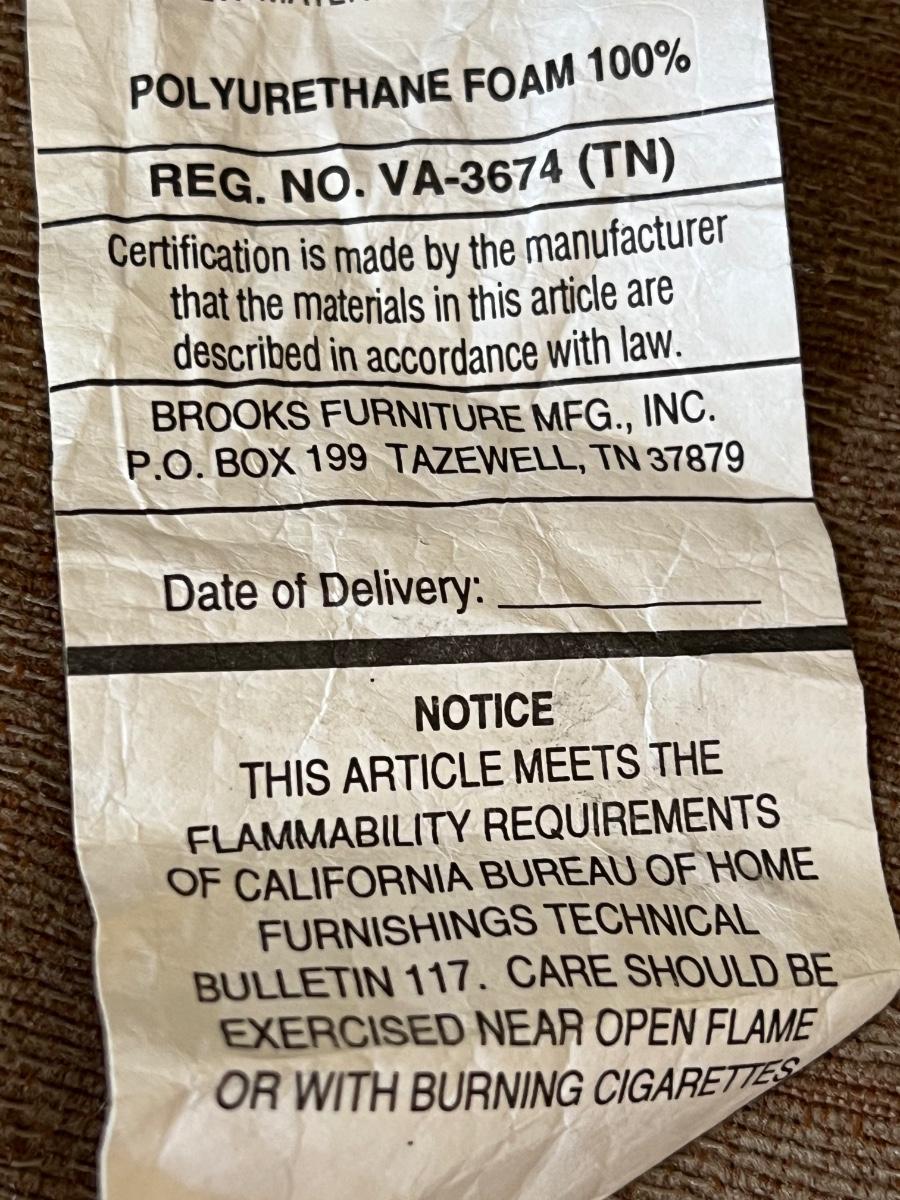 POLYURETHANE FOAM 100%
REG. NO. VA-3674 (TN)
Certification is made by the manufacturer
that the materials in this article are
described in accordance with law.
BROOKS FURNITURE MFG., INC.
P.O. BOX 199 TAZEWELL, TN 37879
Date of Delivery: ____________
NOTICE
THIS ARTICLE MEETS THE
FLAMMABILITY REQUIREMENTS
OF CALIFORNIA BUREAU OF HOME
FURNISHINGS TECHNICAL
BULLETIN 117. CARE SHOULD BE
EXERCISED NEAR OPEN FLAME
OR WITH BURNING CIGARETTES.